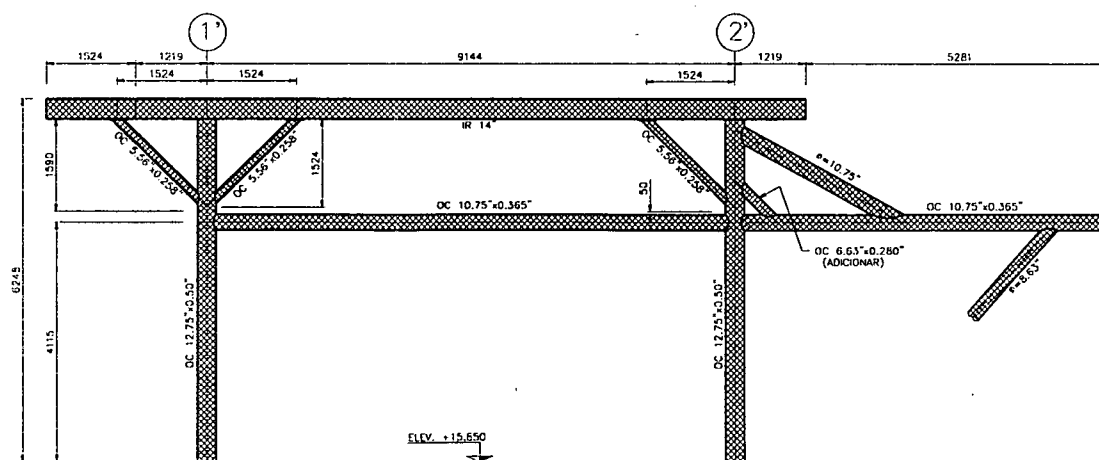 1'
2'
1524
1219
9144
1219
5281
1524
1524
1524
IR 14"
OC 5.56"x0.258"
OC 5.56"x0.258"
OC 5.56"x0.258"
ø=10.75"
1590
1524
50
OC 10.75"x0.365"
OC 10.75"x0.365"
OC 6.63"x0.280"
(ADICIONAR)
ø=8.63"
6245
4115
OC 12.75"x0.50"
OC 12.75"x0.50"
ELEV. +15.650